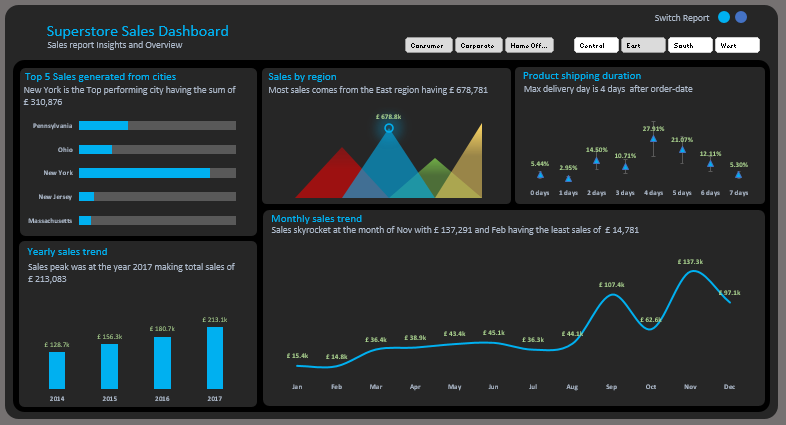 Superstore Sales Dashboard
Sales report Insights and Overview
Switch Report
Consumer Corporate Home Off... Central East South West
Top 5 Sales generated from cities
New York is the Top performing city having the sum of
£ 310,876
Pennsylvania
Ohio
New York
New Jersey
Massachusetts
Sales by region
Most sales comes from the East region having £ 678,781
£ 678.8k
Product shipping duration
Max delivery day is 4 days after order-date
5.44% 2.95% 14.50% 10.71% 27.91% 21.07% 12.11% 5.30%
0 days 1 days 2 days 3 days 4 days 5 days 6 days 7 days
Yearly sales trend
Sales peak was at the year 2017 making total sales of
£ 213,083
£ 128.7k £ 156.3k £ 180.7k £ 213.1k
2014 2015 2016 2017
Monthly sales trend
Sales skyrocket at the month of Nov with £ 137,291 and Feb having the least sales of £ 14,781
£ 15.4k £ 14.8k £ 36.4k £ 38.9k £ 43.4k £ 45.1k £ 36.3k £ 44.1k £ 107.4k £ 62.6k £ 137.3k £ 97.1k
Jan Feb Mar Apr May Jun Jul Aug Sep Oct Nov Dec